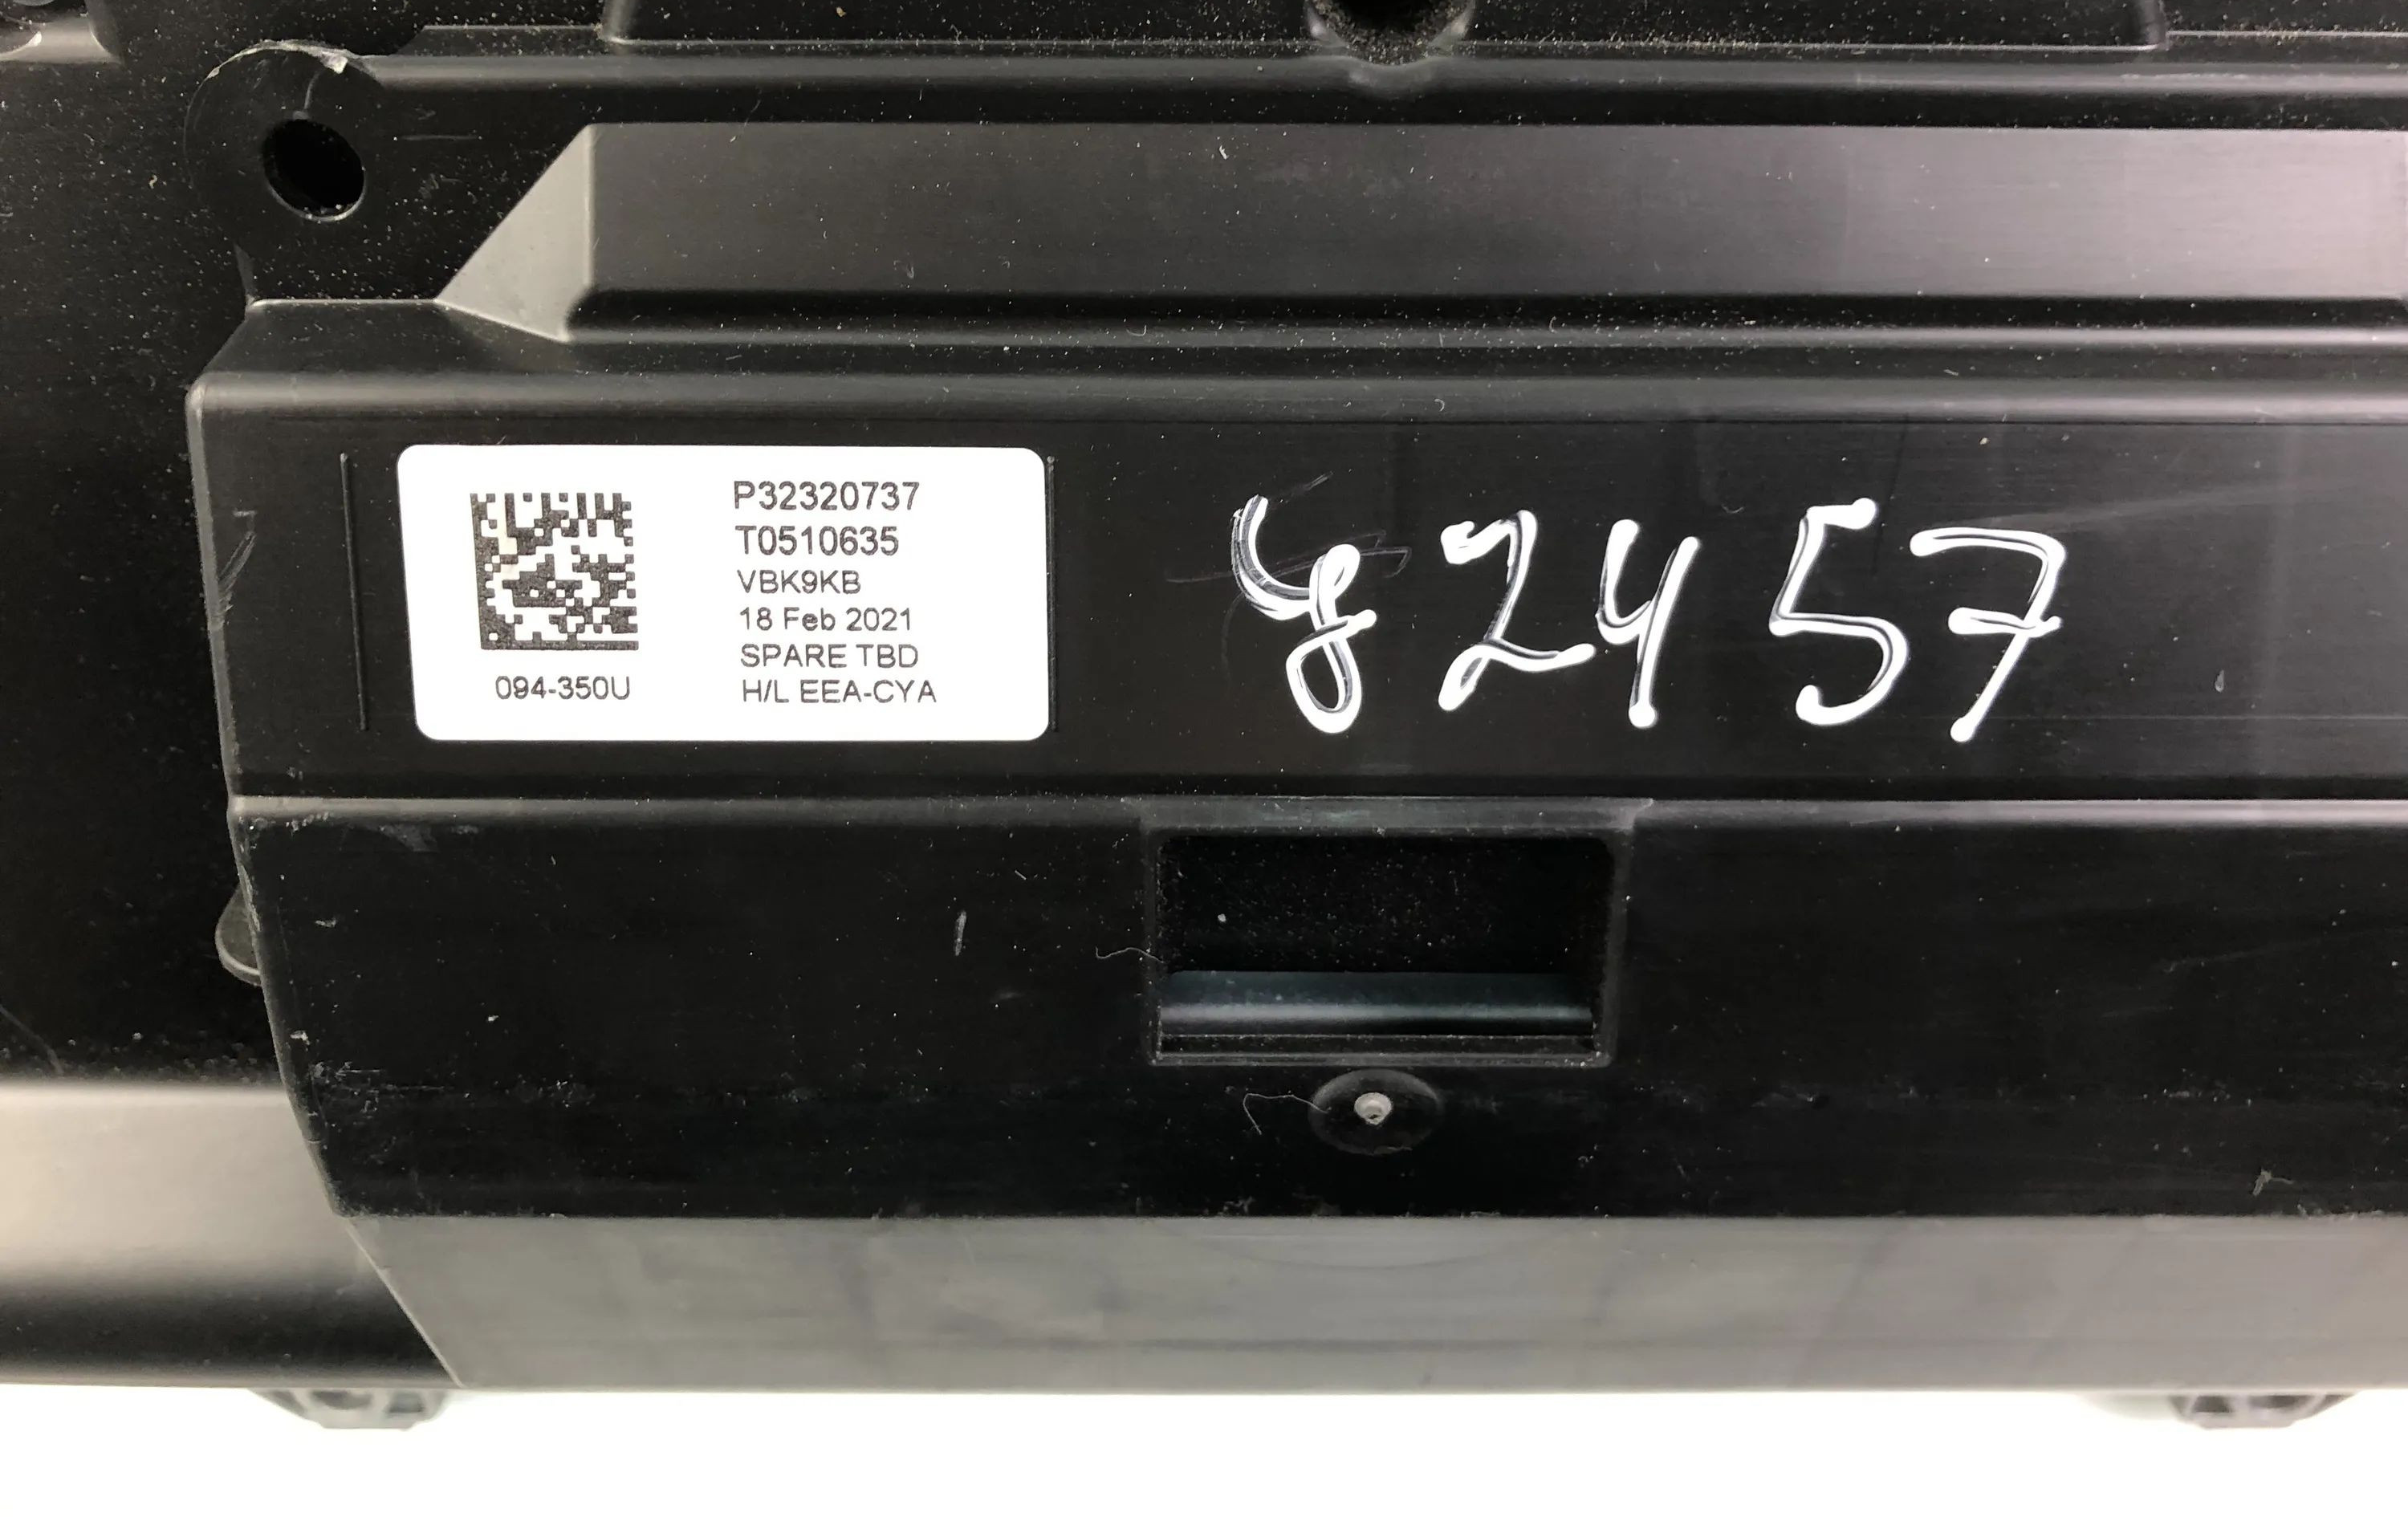 P32320737
T0510635
VBK9KB
18 Feb 2021
SPARE TBD
H/L EEA-CYA
094-350U
82457